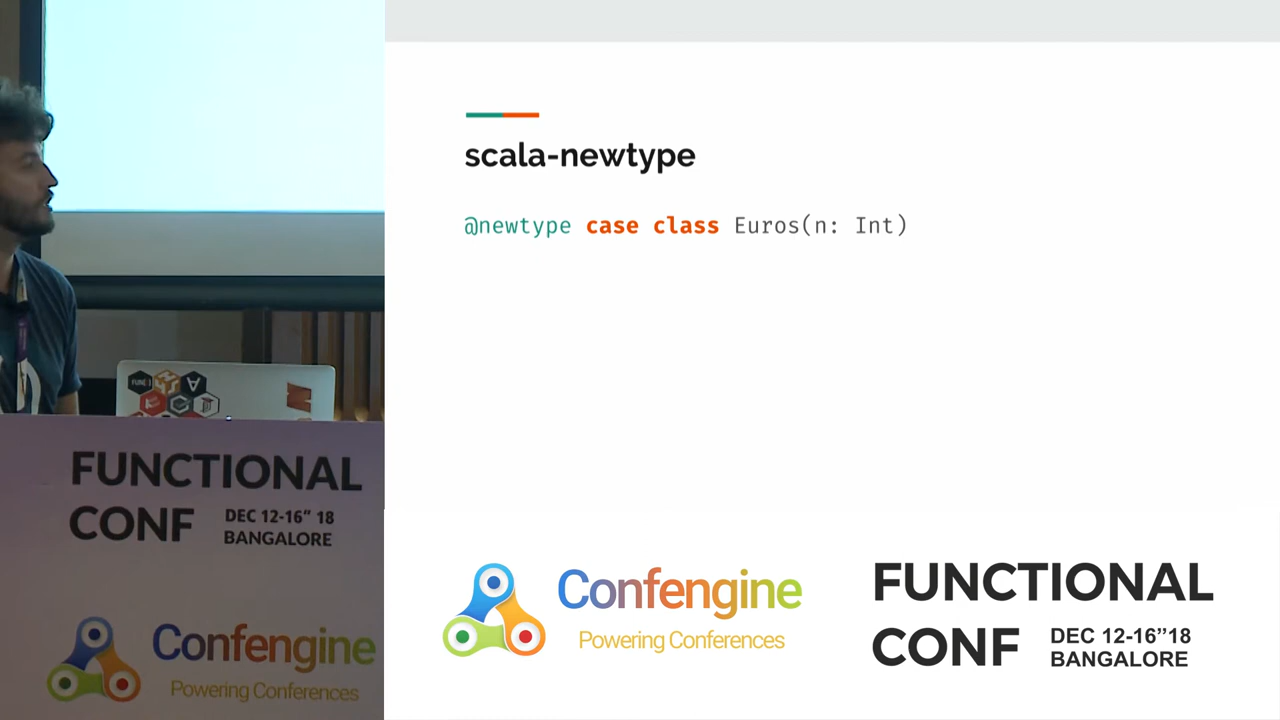 scala-newtype
@newtype case class Euros(n: Int)
FUNC
FUNCTIONAL
CONF
DEC 12-16” 18
BANGALORE
Confengine
Powering Conferences
Confengine
Powering Conferences
FUNCTIONAL
CONF
DEC 12-16”18
BANGALORE